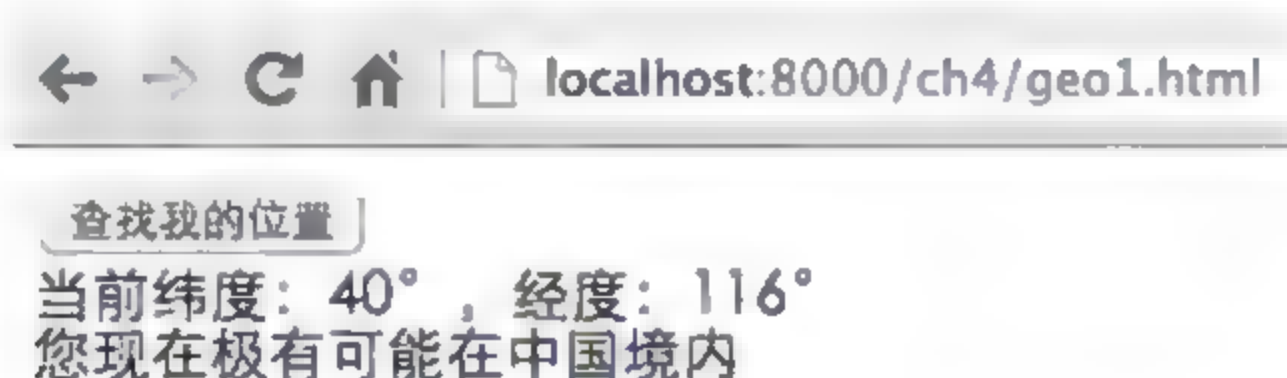 localhost:8000/ch4/geo1.html
查找我的位置
当前纬度：40°，经度：116°
您现在极有可能在中国境内